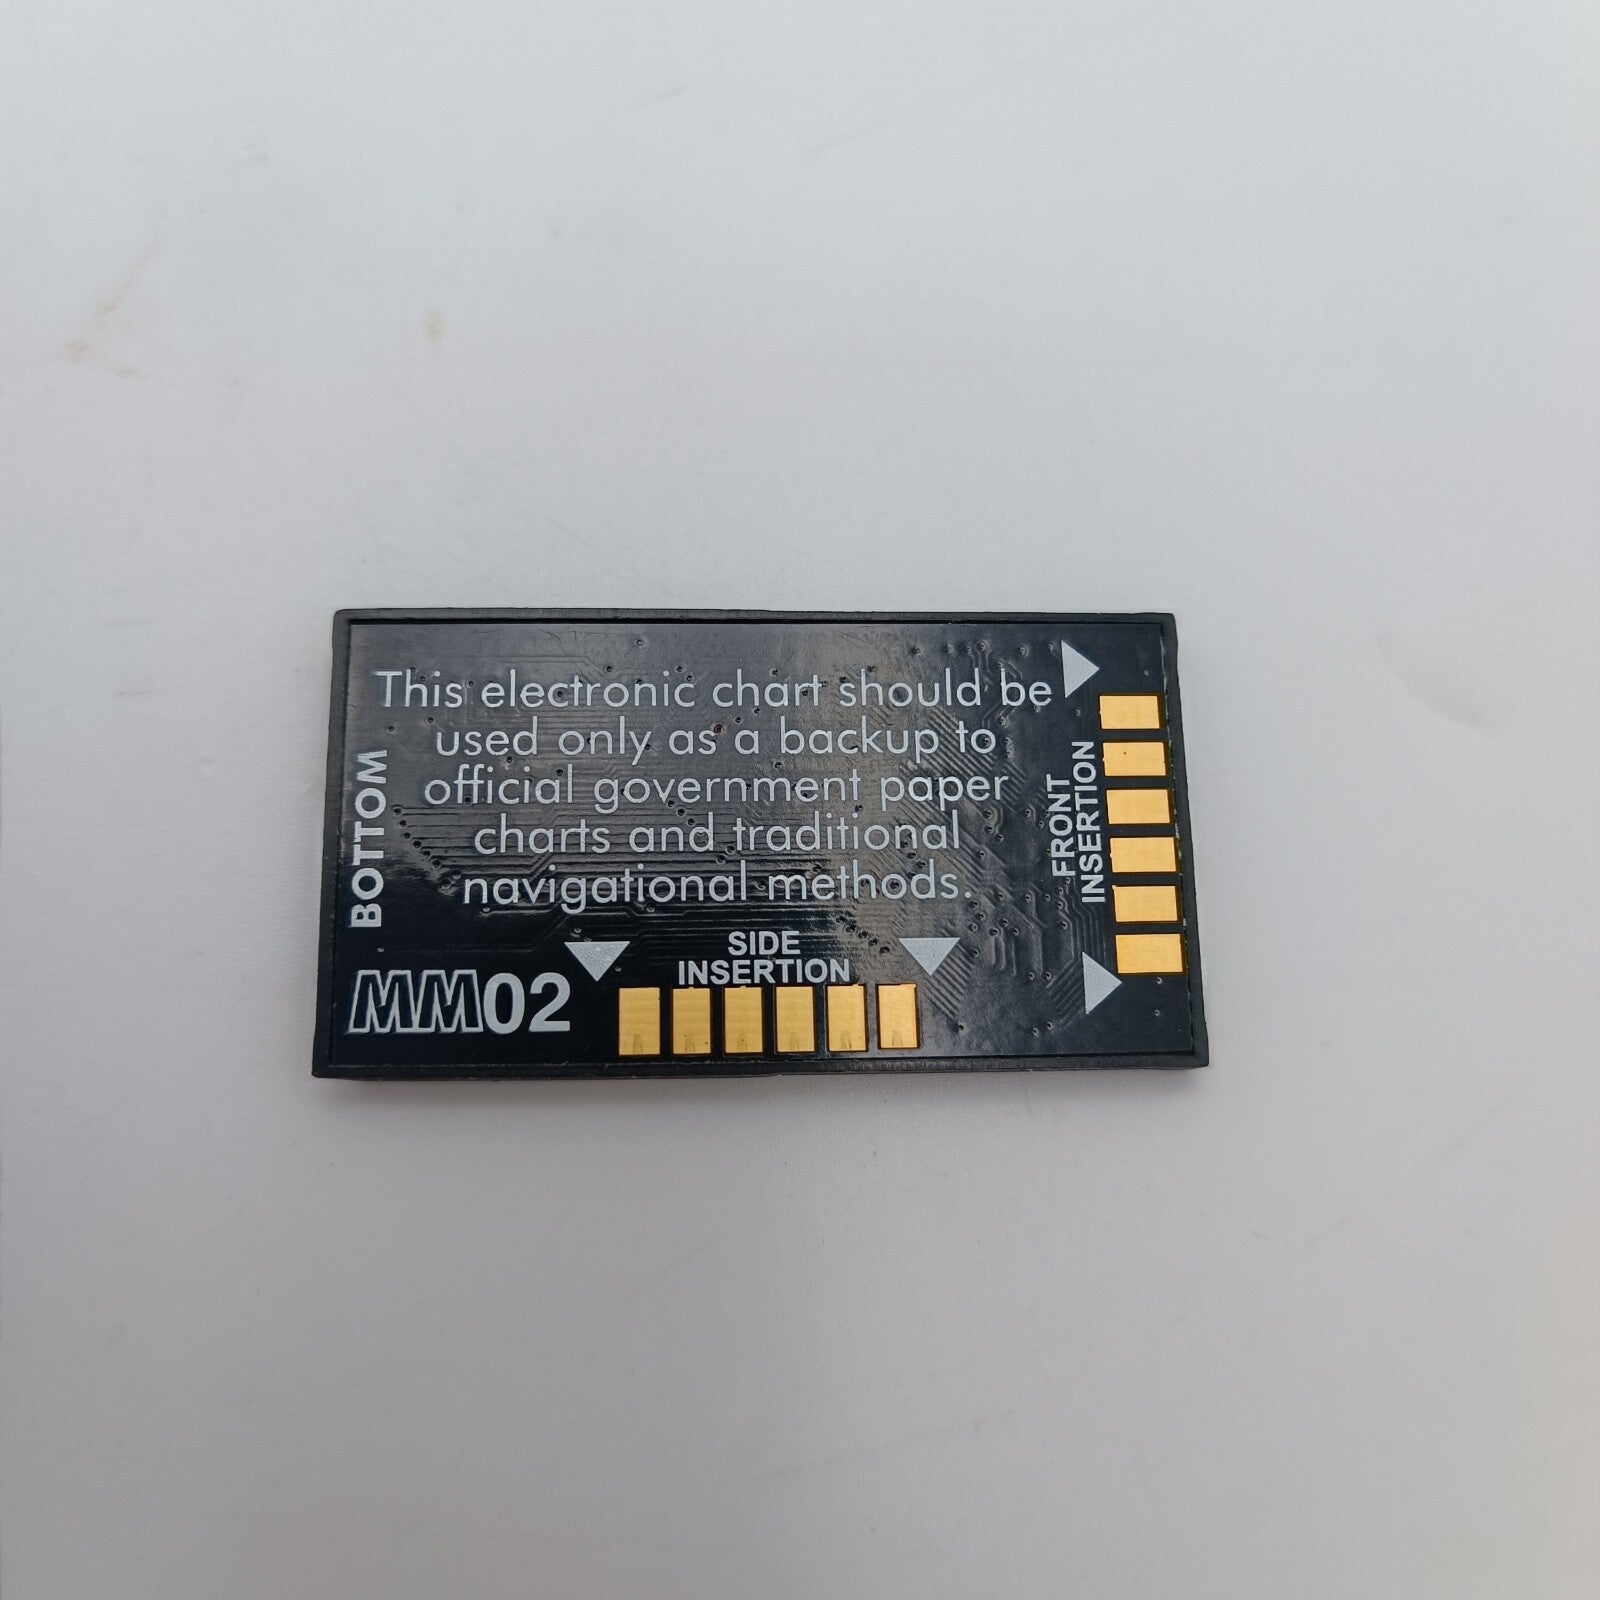 This electronic chart should be
used only as a backup to
official government paper
charts and traditional
navigational methods.
BOTTOM
FRONT
INSERTION
SIDE
INSERTION
MM02